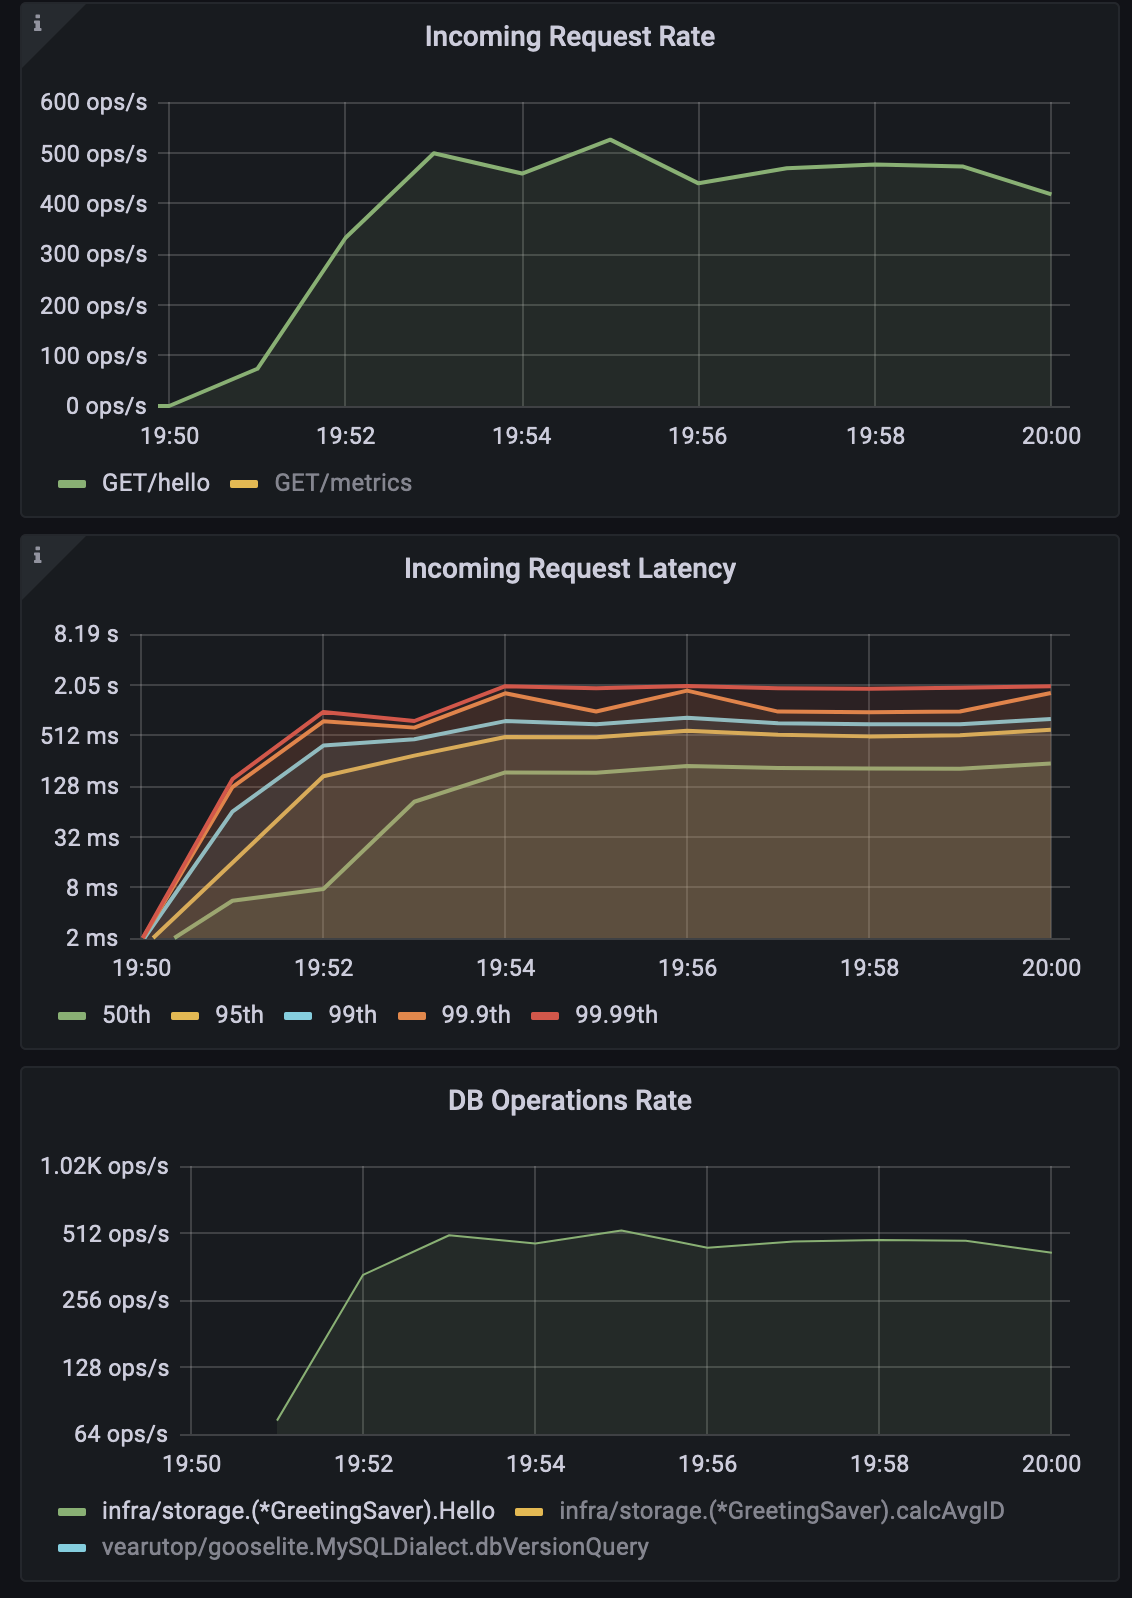 i
Incoming Request Rate
600 ops/s
500 ops/s
400 ops/s
300 ops/s
200 ops/s
100 ops/s
0 ops/s
19:50 19:52 19:54 19:56 19:58 20:00
GET/hello GET/metrics
i
Incoming Request Latency
8.19 s
2.05 s
512 ms
128 ms
32 ms
8 ms
2 ms
19:50 19:52 19:54 19:56 19:58 20:00
50th 95th 99th 99.9th 99.99th
DB Operations Rate
1.02K ops/s
512 ops/s
256 ops/s
128 ops/s
64 ops/s
19:50 19:52 19:54 19:56 19:58 20:00
infra/storage.(*GreetingSaver).Hello infra/storage.(*GreetingSaver).calcAvgID
vearutop/gooselite.MySQLDialect.dbVersionQuery